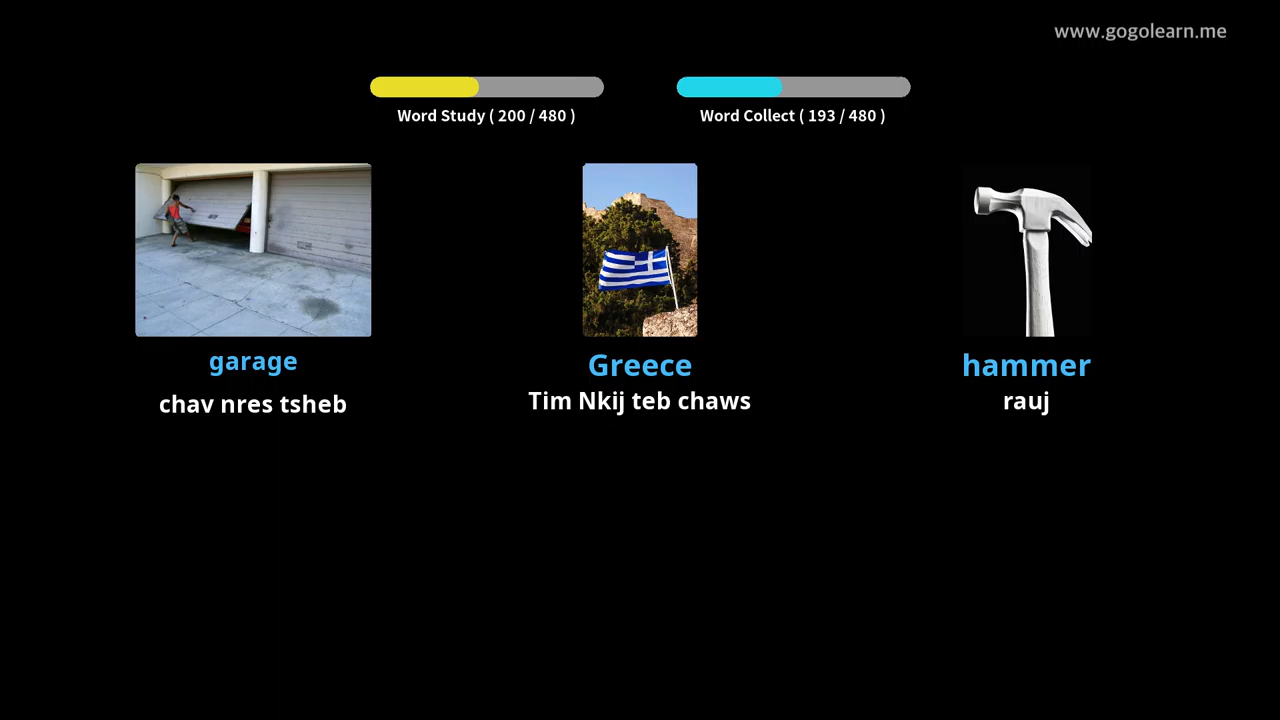 www.gogolearn.me
Word Study ( 200 / 480 )
Word Collect ( 193 / 480 )
garage
chav nres tsheb
Greece
Tim Nkij teb chaws
hammer
rauj